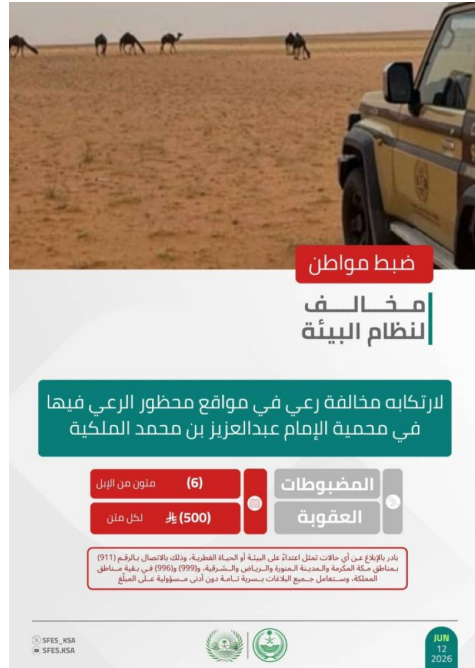 ضبط مواطن
مخالف
لنظام البيئة
لارتكابه مخالفة رعي في مواقع محظور الرعي فيها
في محمية الإمام عبدالعزيز بن محمد الملكية
المضبوطات
(6) متون من الإبل
العقوبة
(500) لكل متن
بادر بالإبلاغ عن أي حالات تمثل اعتداءً على البيئة أو الحياة الفطرية، وذلك بالاتصال بالرقم (911)
بمناطق مكة المكرمة والمدينة المنورة والرياض والشرقية، و(999) و(996) في بقية مناطق
المملكة، وستعامل جميع البلاغات بسرية تامة دون أدنى مسؤولية على المبلّغ
SFES_KSA
SFES.KSA
JUN
12
2026